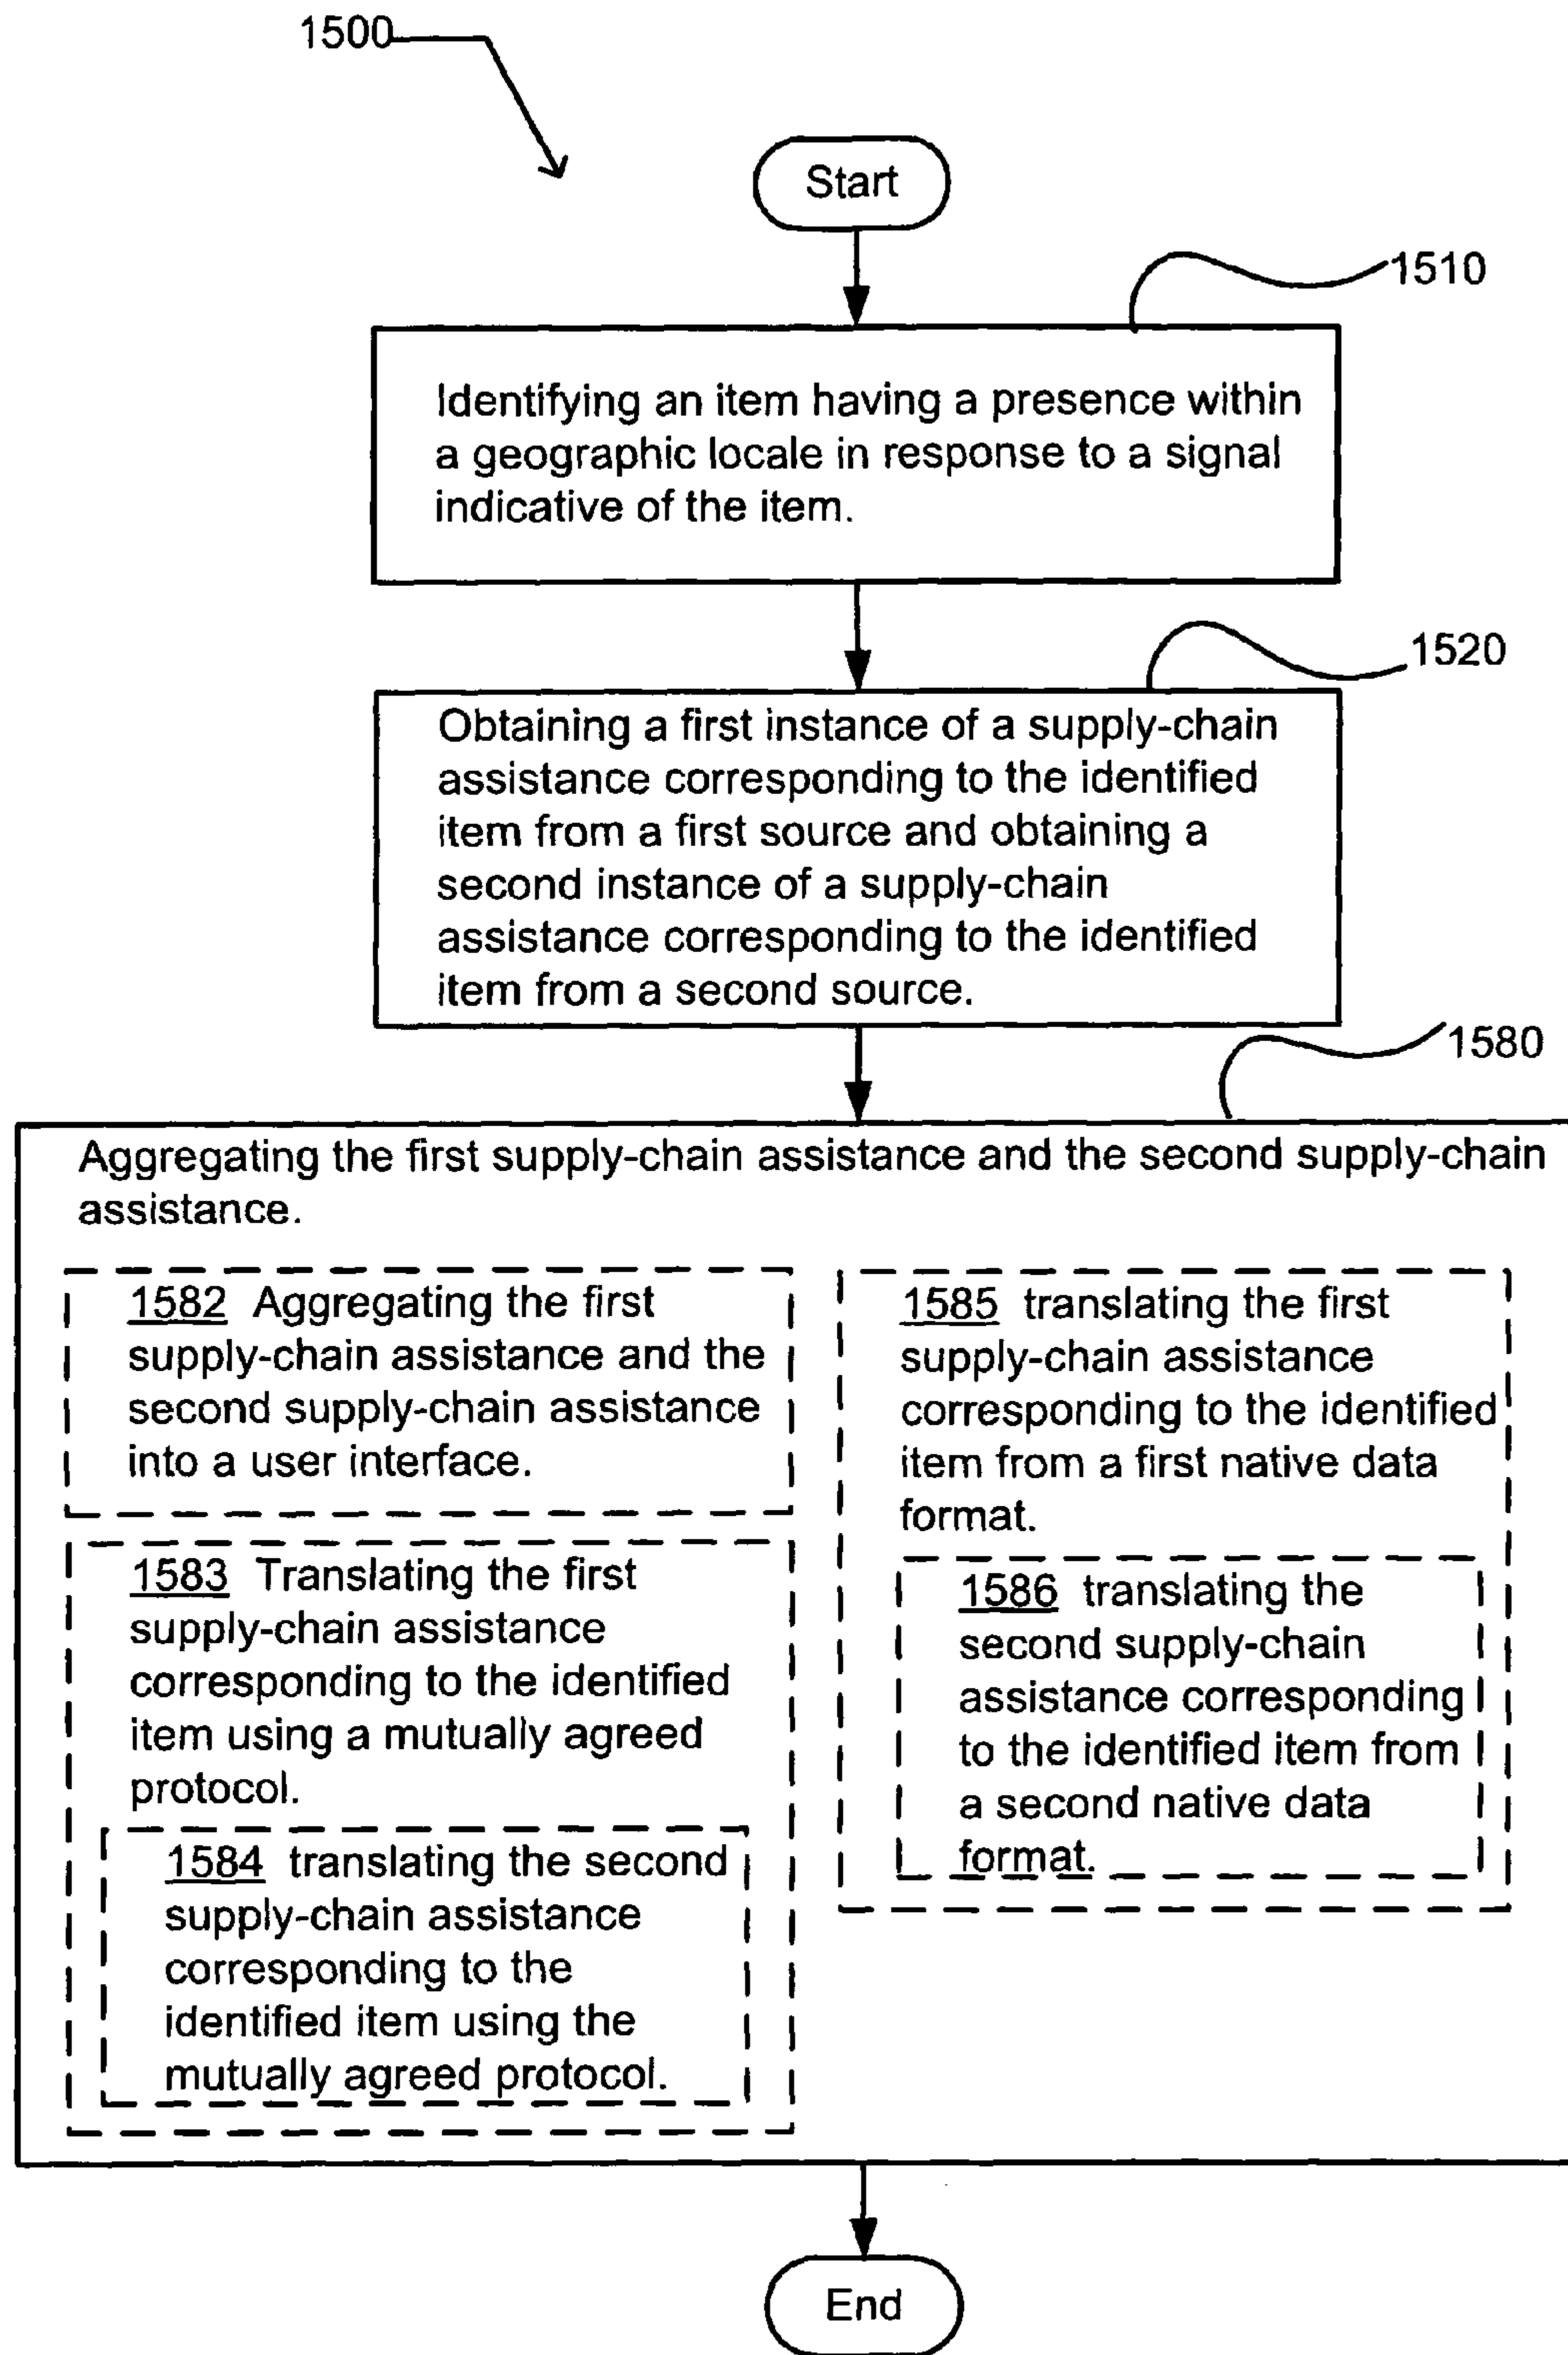 1500
Start
1510
Identifying an item having a presence within
a geographic locale in response to a signal
indicative of the item.
1520
Obtaining a first instance of a supply-chain
assistance corresponding to the identified
item from a first source and obtaining a
second instance of a supply-chain
assistance corresponding to the identified
item from a second source.
1580
Aggregating the first supply-chain assistance and the second supply-chain
assistance.
1582 Aggregating the first
supply-chain assistance and the
second supply-chain assistance
into a user interface.
1583 Translating the first
supply-chain assistance
corresponding to the identified
item using a mutually agreed
protocol.
1584 translating the second
supply-chain assistance
corresponding to the
identified item using the
mutually agreed protocol.
1585 translating the first
supply-chain assistance
corresponding to the identified
item from a first native data
format.
1586 translating the
second supply-chain
assistance corresponding
to the identified item from
a second native data
format.
End